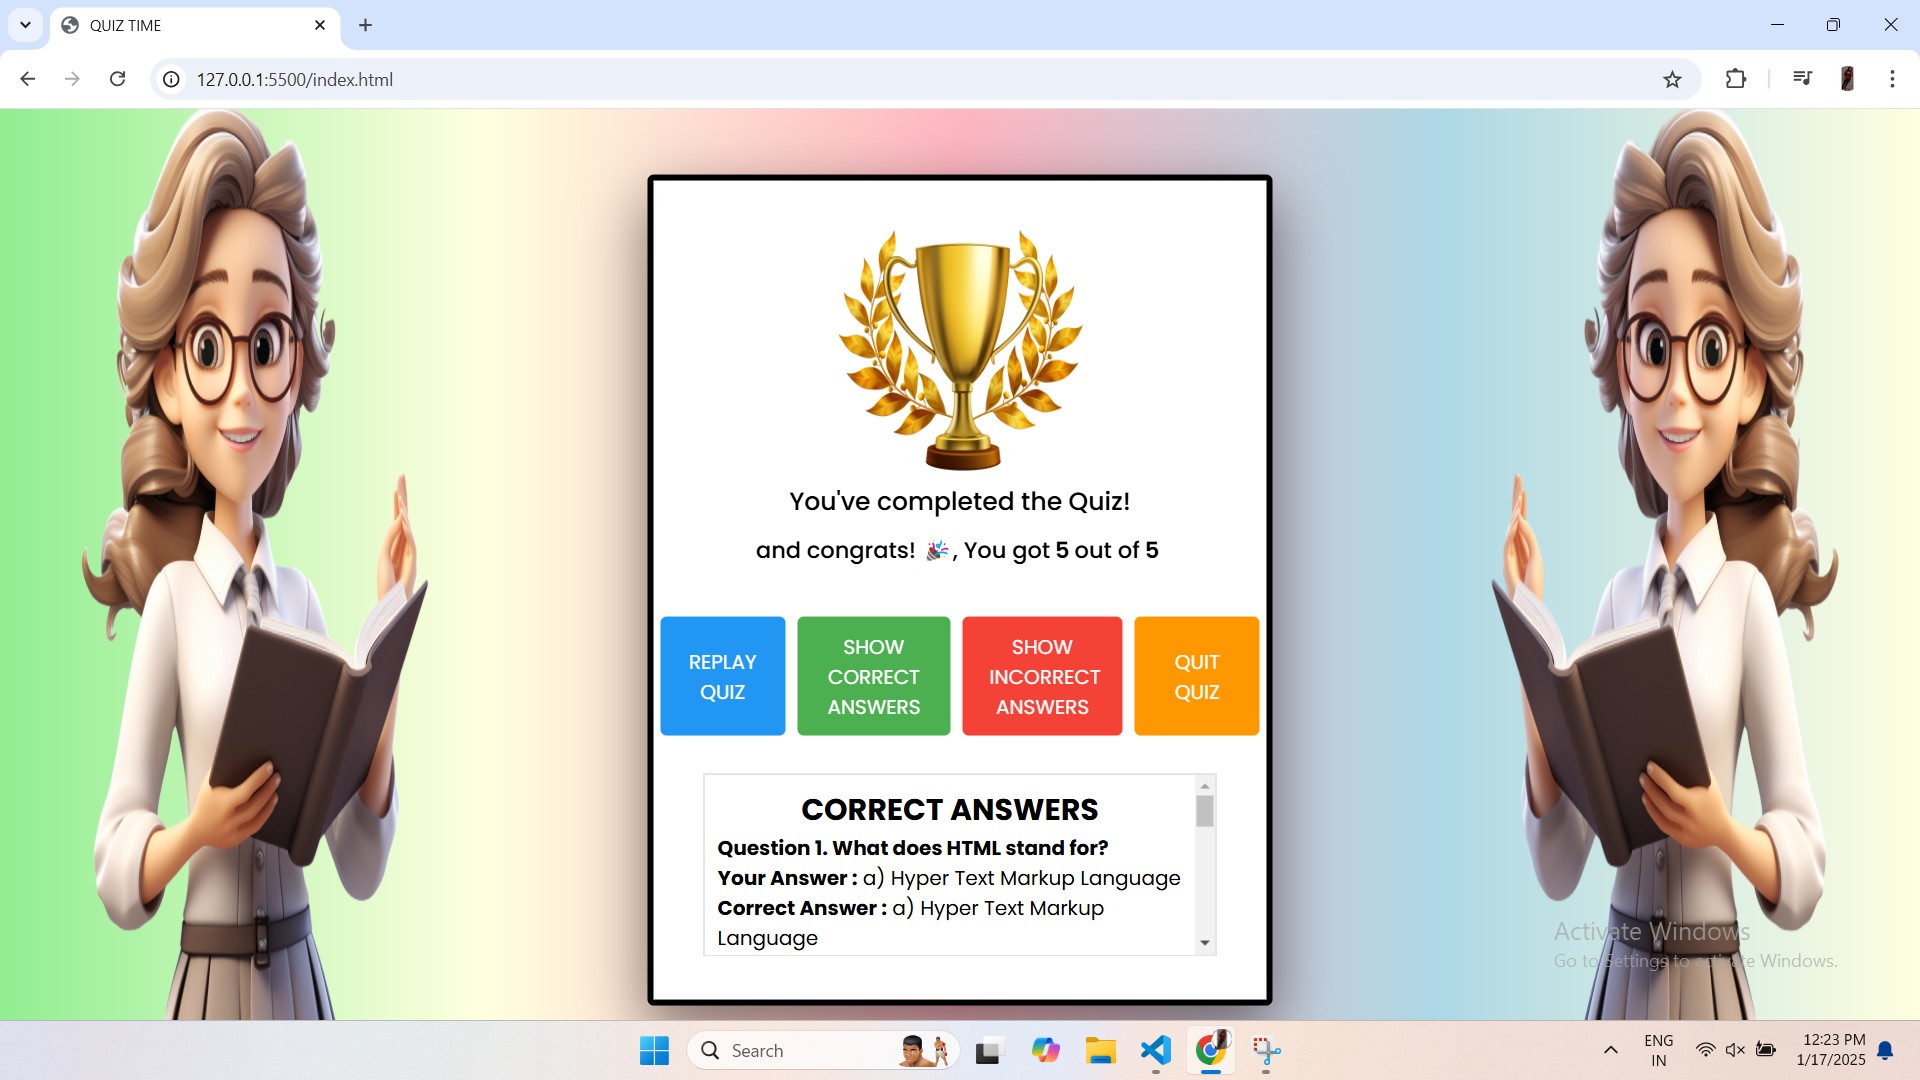 QUIZ TIME
127.0.0.1:5500/index.html
You've completed the Quiz!
and congrats! 🎉, You got 5 out of 5
REPLAY
QUIZ
SHOW
CORRECT
ANSWERS
SHOW
INCORRECT
ANSWERS
QUIT
QUIZ
CORRECT ANSWERS
Question 1. What does HTML stand for?
Your Answer : a) Hyper Text Markup Language
Correct Answer : a) Hyper Text Markup
Language
Activate Windows
Go to Settings to activate Windows.
Search
ENG
IN
12:23 PM
1/17/2025